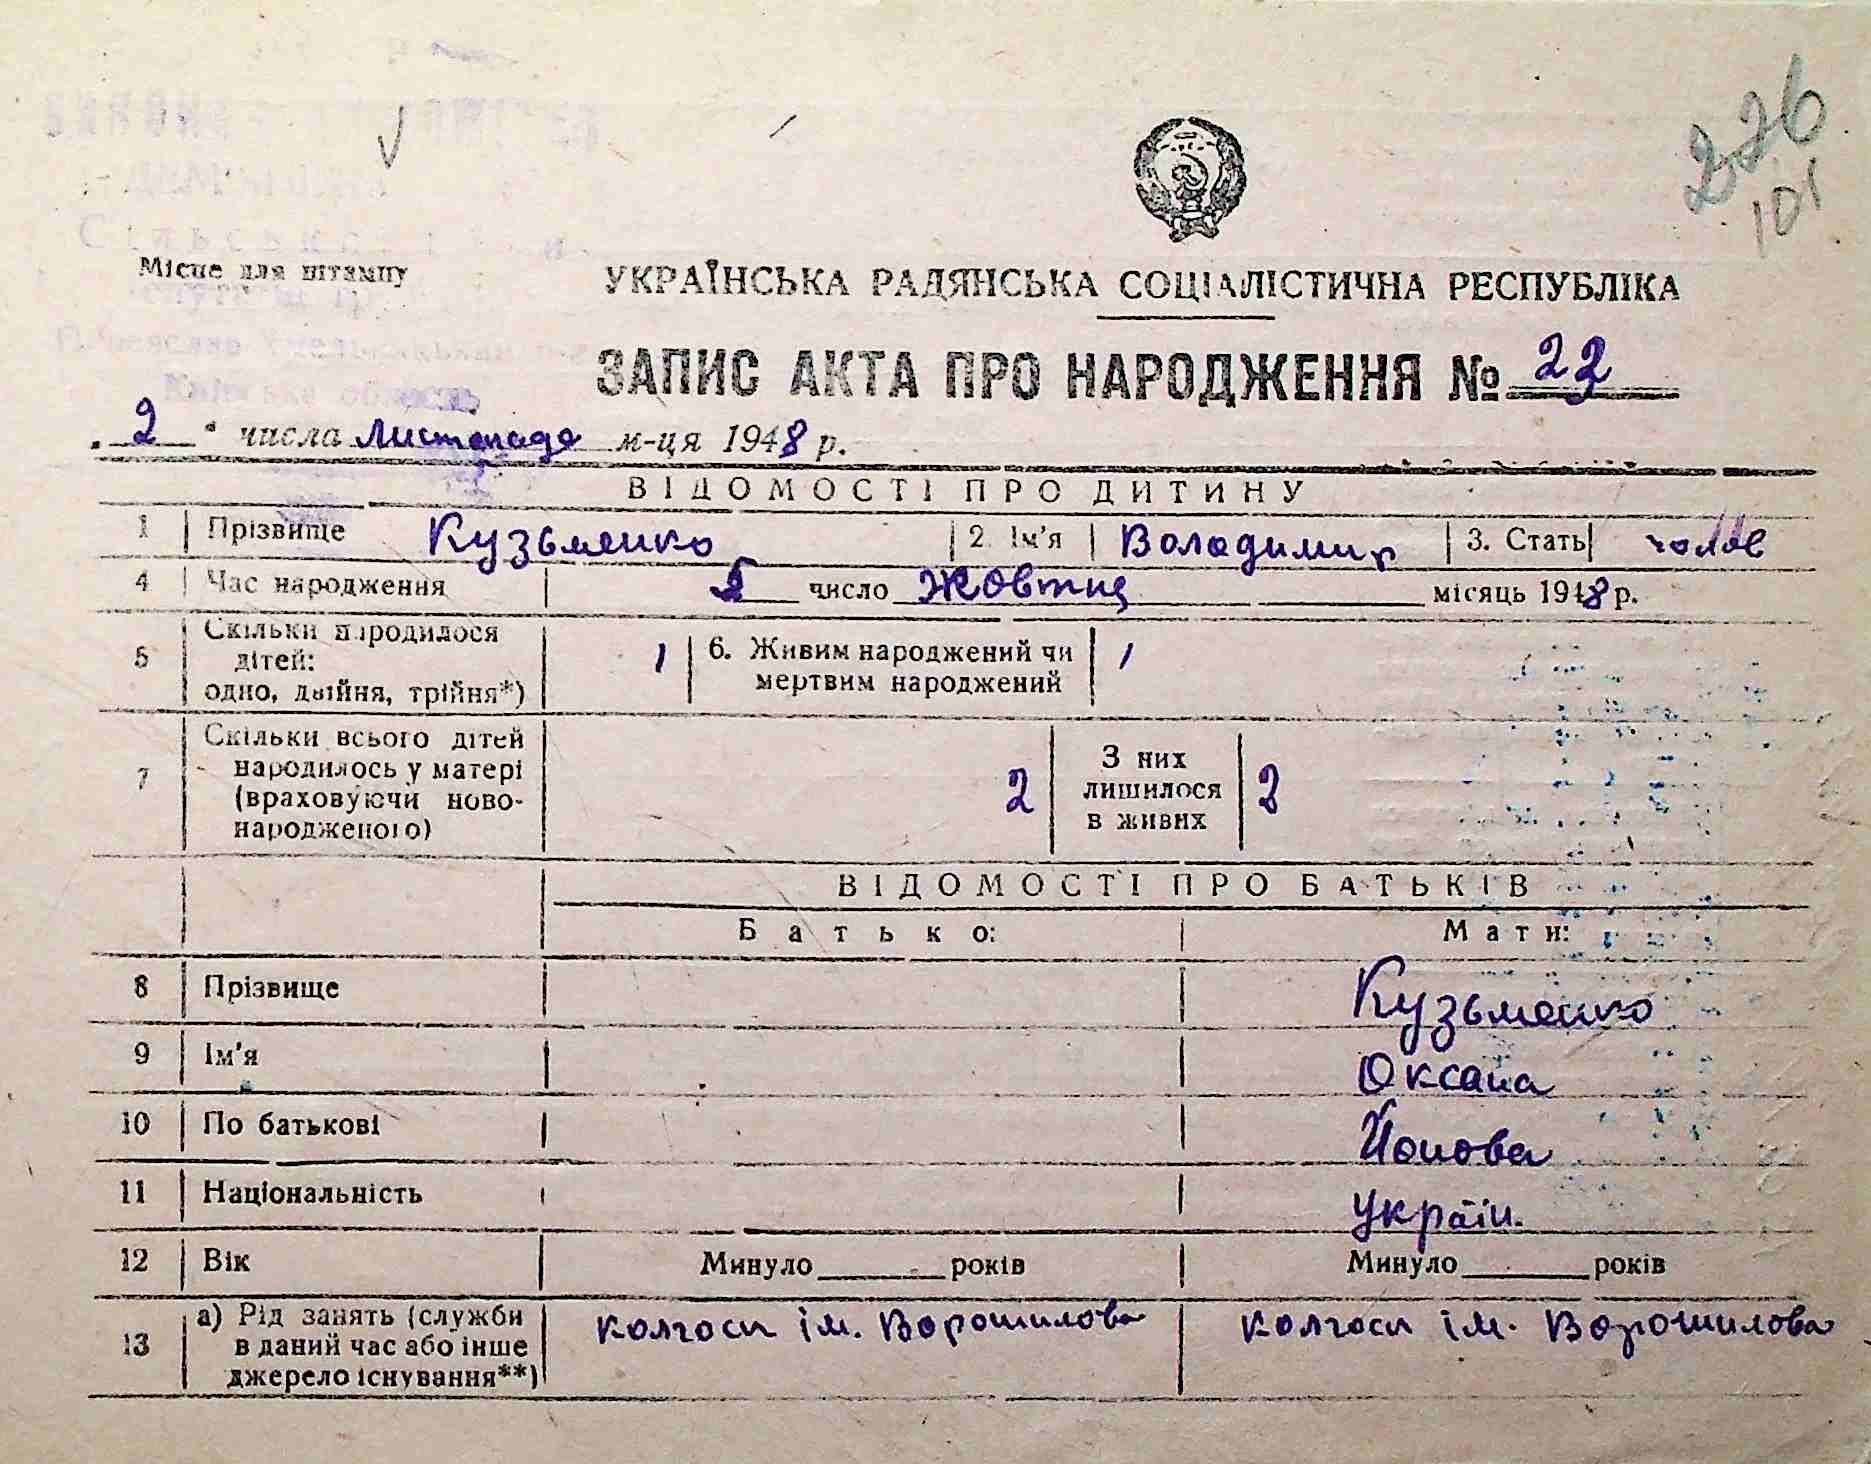 226
101
Місце для штампу
УКРАЇНСЬКА РАДЯНСЬКА СОЦІАЛІСТИЧНА РЕСПУБЛІКА
ЗАПИС АКТА ПРО НАРОДЖЕННЯ № 22
„2“ числа Листопада м-ця 1948 р.
ВІДОМОСТІ ПРО ДИТИНУ
1 Прізвище Кузьменко 2. Ім'я Володимир 3. Стать чолов
4 Час народження число Жовтня місяць 1948 р.
5 Скільки народилося дітей: одно, двійня, трійня*) 1 6. Живим народжений чи мертвим народжений 1
7 Скільки всього дітей народилось у матері (враховуючи новонародженого) 2 З них лишилося в живих 2
ВІДОМОСТІ ПРО БАТЬКІВ
Батько: Мати:
8 Прізвище Кузьменко
9 Ім'я Оксана
10 По батькові Йонова
11 Національність україн.
12 Вік Минуло років Минуло років
13 а) Рід занять (служби в даний час або інше джерело існування**) колгосп ім. Ворошилова колгосп ім. Ворошилова